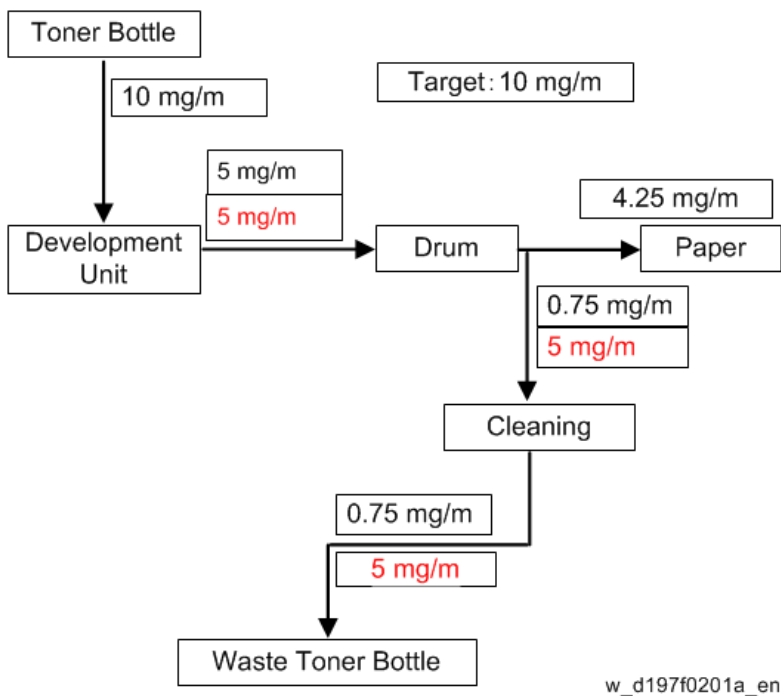 Toner Bottle
10 mg/m
Target: 10 mg/m
5 mg/m
5 mg/m
4.25 mg/m
Development
Unit
Drum
Paper
0.75 mg/m
5 mg/m
Cleaning
0.75 mg/m
5 mg/m
Waste Toner Bottle
w_d197f0201a_en